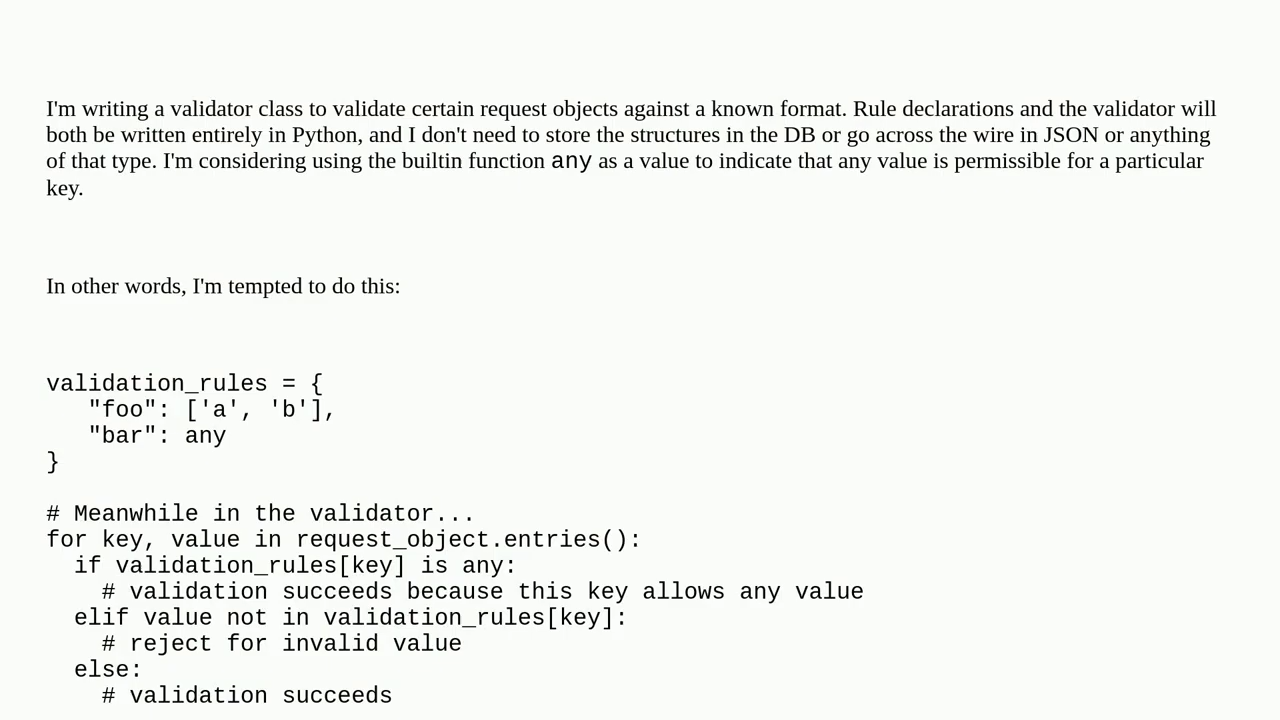 I'm writing a validator class to validate certain request objects against a known format. Rule declarations and the validator will
both be written entirely in Python, and I don't need to store the structures in the DB or go across the wire in JSON or anything
of that type. I'm considering using the builtin function any as a value to indicate that any value is permissible for a particular
key.
In other words, I'm tempted to do this:
validation_rules = {
   "foo": ['a', 'b'],
   "bar": any
}
# Meanwhile in the validator...
for key, value in request_object.entries():
  if validation_rules[key] is any:
    # validation succeeds because this key allows any value
  elif value not in validation_rules[key]:
    # reject for invalid value
  else:
    # validation succeeds